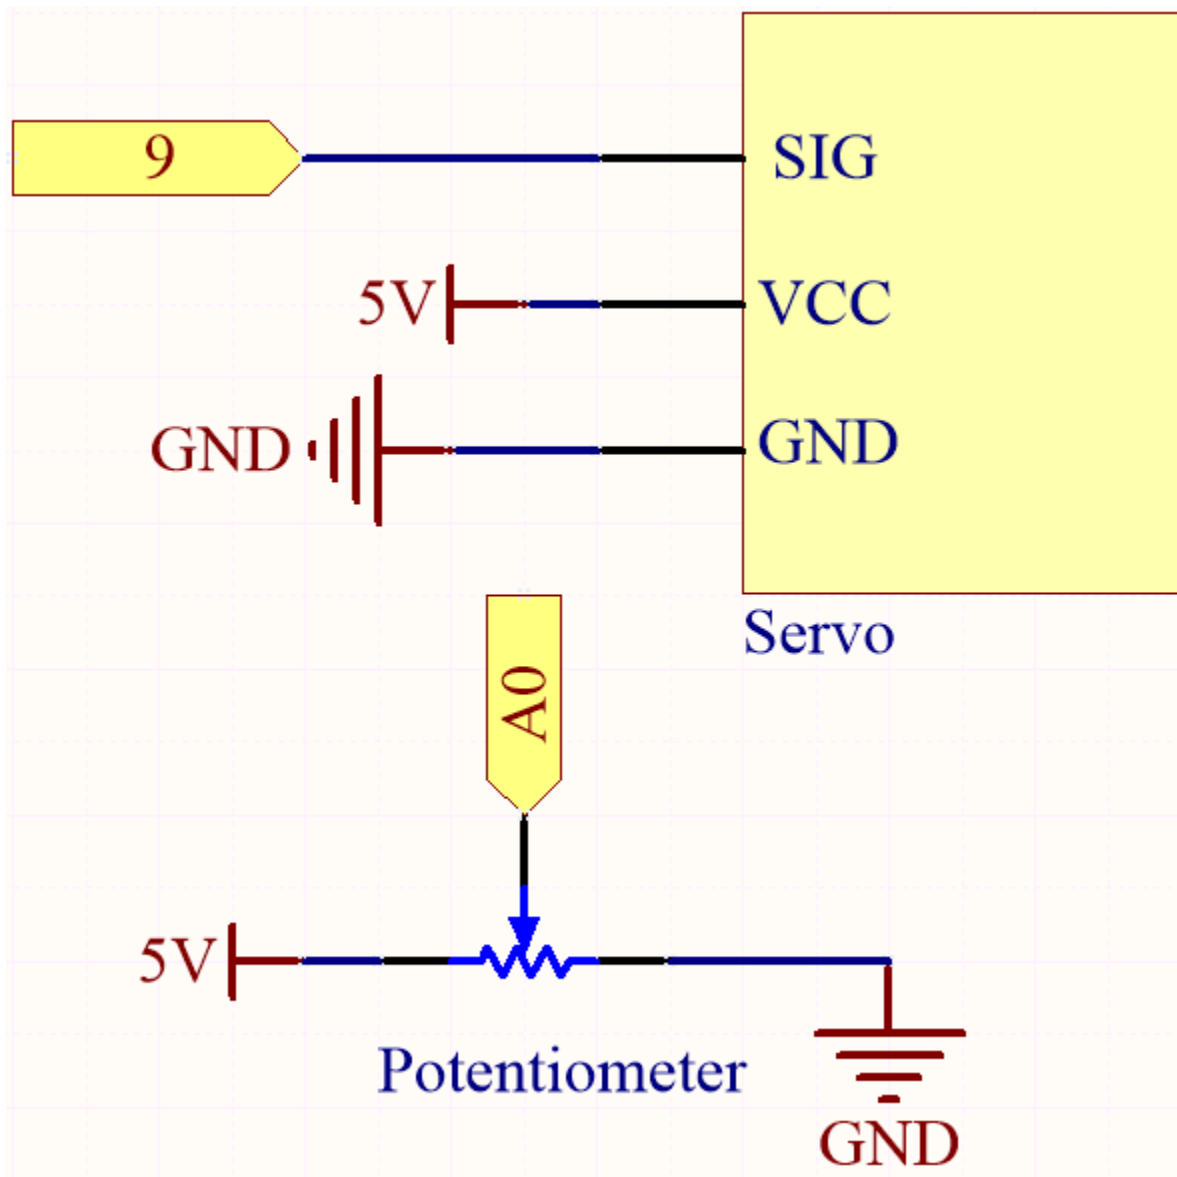 9
SIG
5V
VCC
GND
GND
Servo
A0
5V
Potentiometer
GND